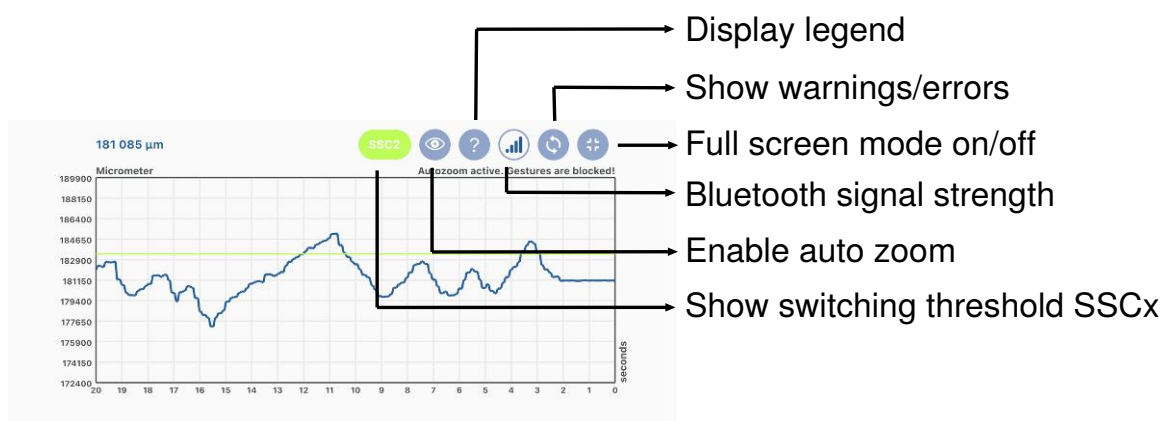 Display legend
Show warnings/errors
181 085 µm
SSC2
?
Full screen mode on/off
Micrometer
Autozoom active. Gestures are blocked!
Bluetooth signal strength
Enable auto zoom
Show switching threshold SSCx
189900
188150
186400
184650
182900
181150
179400
177650
175900
174150
172400
seconds
20 19 18 17 16 15 14 13 12 11 10 9 8 7 6 5 4 3 2 1 0